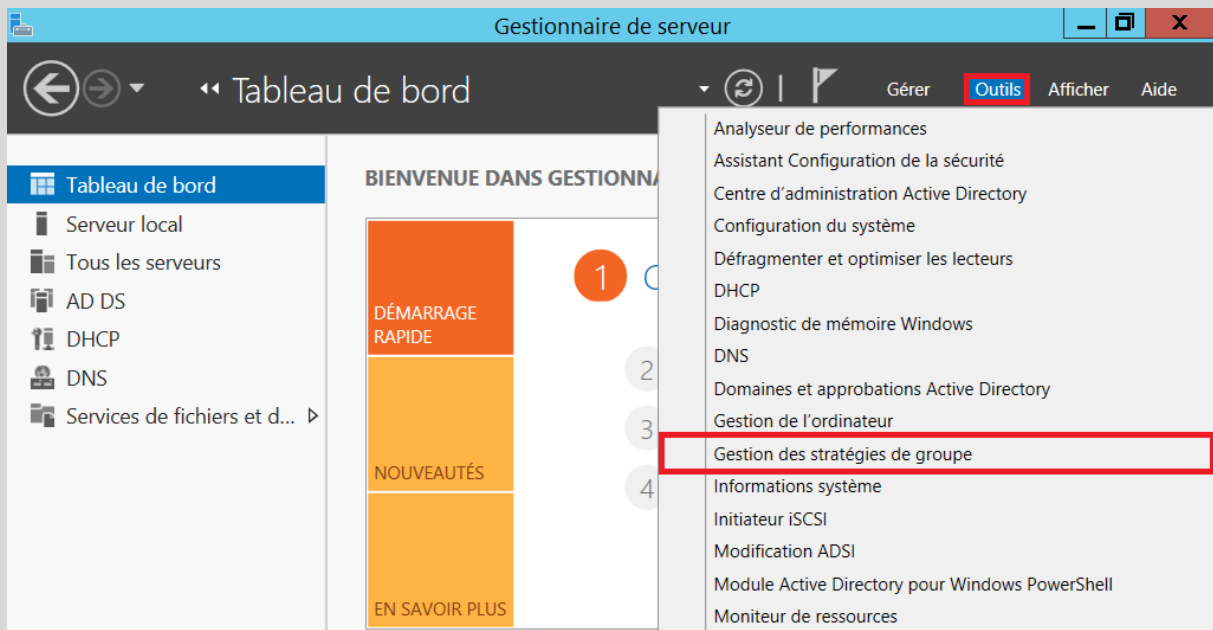 Gestionnaire de serveur
Tableau de bord
Gérer Outils Afficher Aide
Tableau de bord
Serveur local
Tous les serveurs
AD DS
DHCP
DNS
Services de fichiers et d...
BIENVENUE DANS
DÉMARRAGE
RAPIDE
NOUVEAUTÉS
EN SAVOIR PLUS
1
2
3
4
Analyseur de performances
Assistant Configuration de la sécurité
Centre d'administration Active Directory
Configuration du système
Défragmenter et optimiser les lecteurs
DHCP
Diagnostic de mémoire Windows
DNS
Domaines et approbations Active Directory
Gestion de l'ordinateur
Gestion des stratégies de groupe
Informations système
Initiateur iSCSI
Modification ADSI
Module Active Directory pour Windows PowerShell
Moniteur de ressources